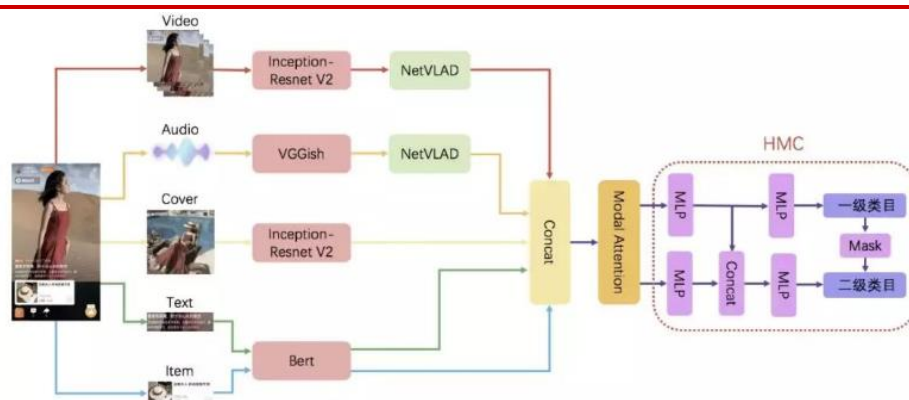 Video
Inception-
Resnet V2
NetVLAD
Audio
VGGish
NetVLAD
Cover
Inception-
Resnet V2
Text
Bert
Item
Concat
Modal Attention
HMC
MLP
MLP
一级类目
Mask
MLP
Concat
MLP
二级类目